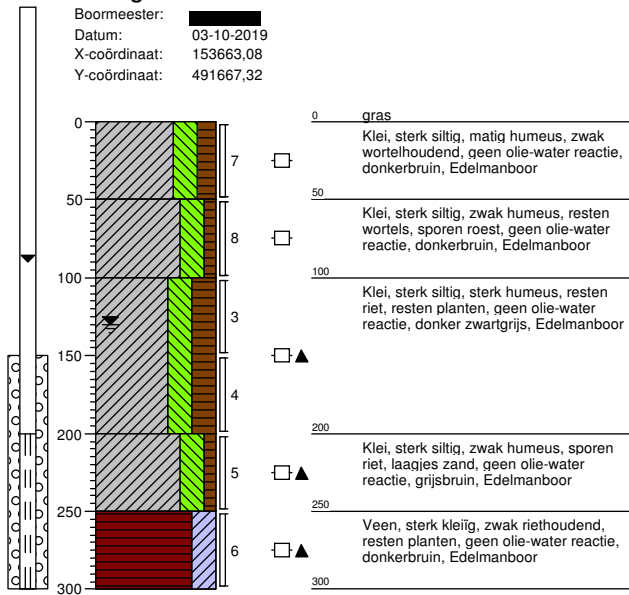 Boormeester:
Datum: 03-10-2019
X-coördinaat: 153663,08
Y-coördinaat: 491667,32
0
50
100
150
200
250
300
7
8
3
4
5
6
0 gras
Klei, sterk siltig, matig humeus, zwak
wortelhoudend, geen olie-water reactie,
donkerbruin, Edelmanboor
50
Klei, sterk siltig, zwak humeus, resten
wortels, sporen roest, geen olie-water
reactie, donkerbruin, Edelmanboor
100
Klei, sterk siltig, sterk humeus, resten
riet, resten planten, geen olie-water
reactie, donker zwartgrijs, Edelmanboor
200
Klei, sterk siltig, zwak humeus, sporen
riet, laagjes zand, geen olie-water
reactie, grijsbruin, Edelmanboor
250
Veen, sterk kleiïg, zwak riethoudend,
resten planten, geen olie-water reactie,
donkerbruin, Edelmanboor
300